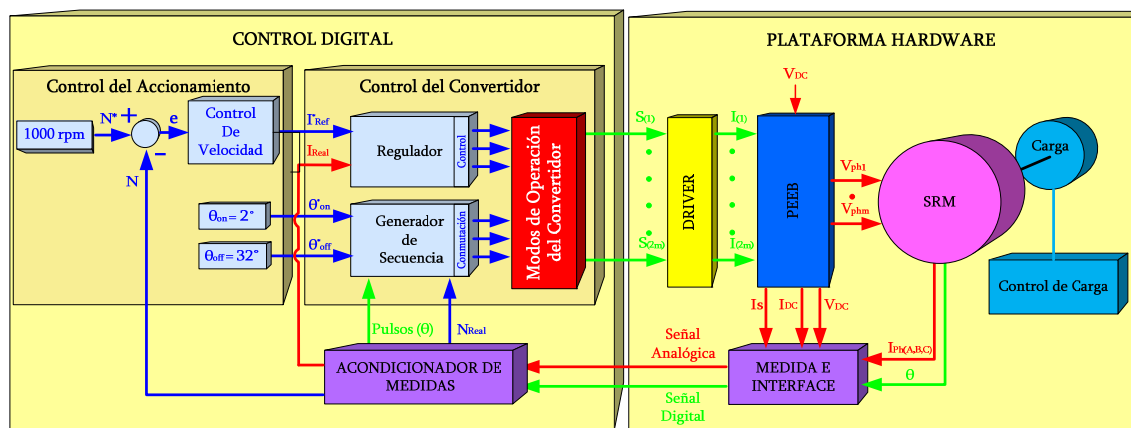 CONTROL DIGITAL
PLATAFORMA HARDWARE
Control del Accionamiento
Control del Convertidor
1000 rpm
N*
+
−
e
N
Control
De
Velocidad
I*Ref
IReal
Regulador
Control
θon = 2°
θoff = 32°
θ*on
θ*off
Generador
de
Secuencia
Conmutación
Modos de Operación
del Convertidor
Pulsos (θ)
NReal
ACONDICIONADOR DE
MEDIDAS
S(1)
S(2m)
DRIVER
I(1)
I(2m)
VDC
PEEB
Vph1
Vphm
SRM
Carga
Control de Carga
Is
IDC
VDC
IPh(A,B,C)
θ
Señal
Analógica
Señal
Digital
MEDIDA E
INTERFACE